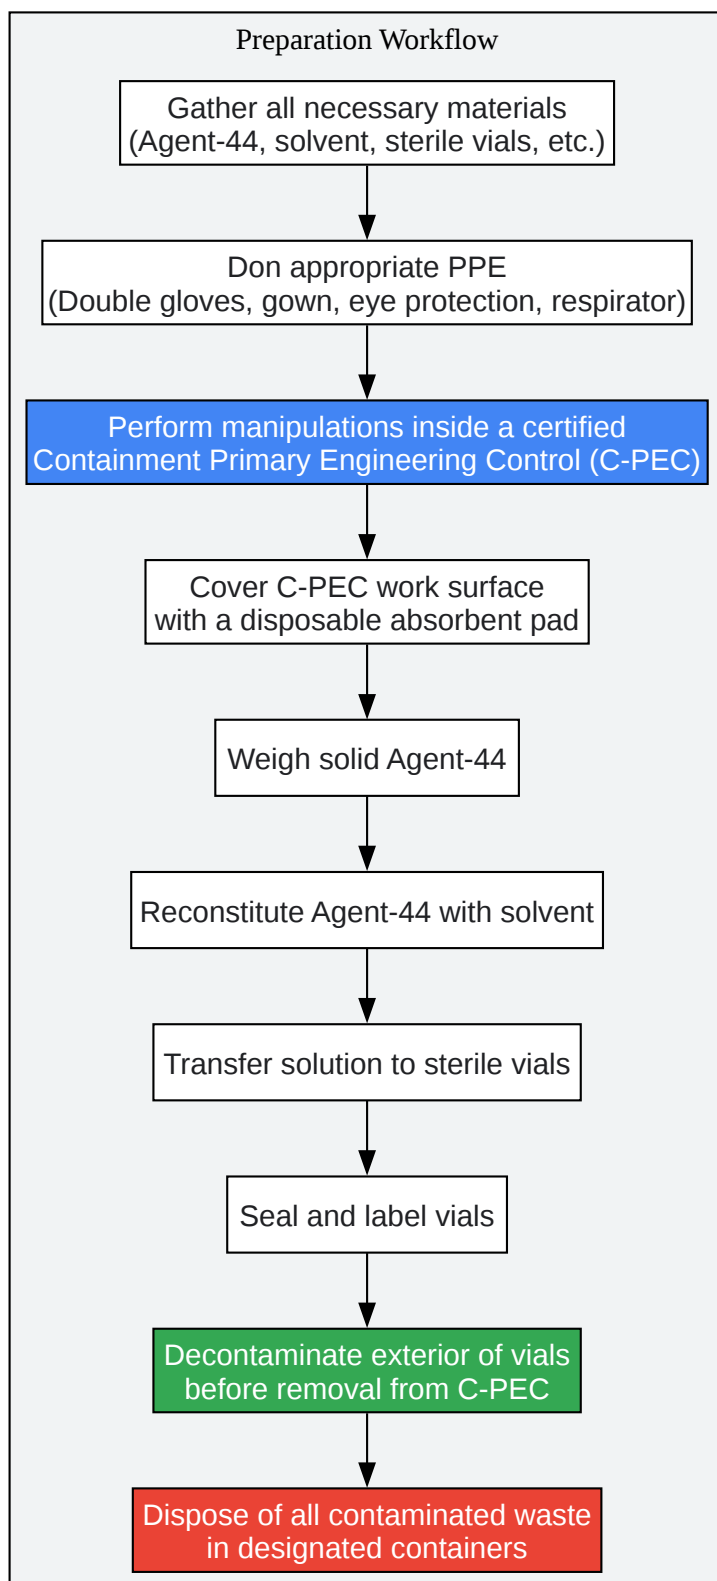 Preparation Workflow
Gather all necessary materials
(Agent-44, solvent, sterile vials, etc.)
Don appropriate PPE
(Double gloves, gown, eye protection, respirator)
Perform manipulations inside a certified
Containment Primary Engineering Control (C-PEC)
Cover C-PEC work surface
with a disposable absorbent pad
Weigh solid Agent-44
Reconstitute Agent-44 with solvent
Transfer solution to sterile vials
Seal and label vials
Decontaminate exterior of vials
before removal from C-PEC
Dispose of all contaminated waste
in designated containers